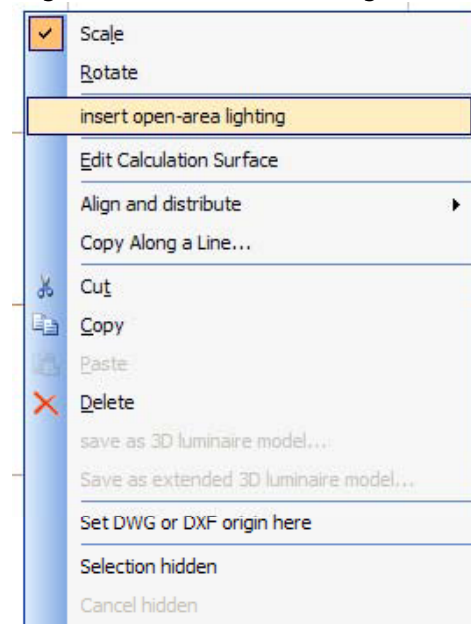 Scale
Rotate
insert open-area lighting
Edit Calculation Surface
Align and distribute
Copy Along a Line...
Cut
Copy
Paste
Delete
save as 3D luminaire model...
Save as extended 3D luminaire model...
Set DWG or DXF origin here
Selection hidden
Cancel hidden